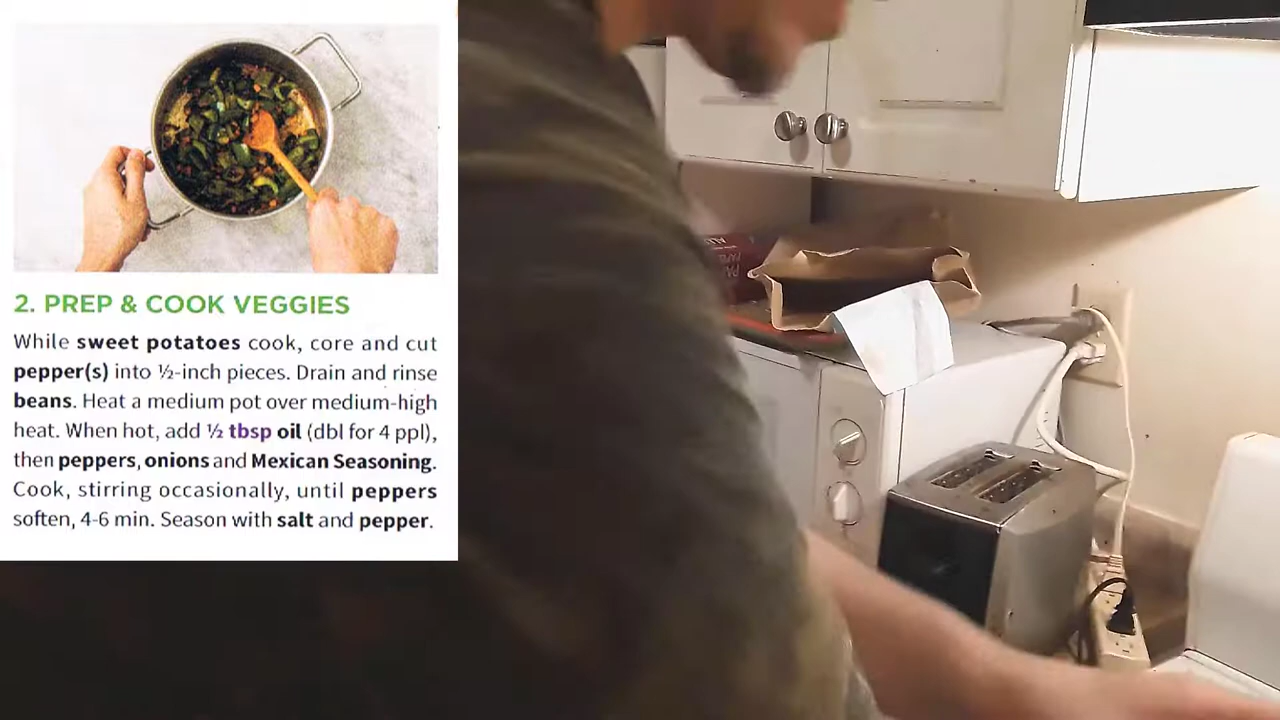 2. PREP & COOK VEGGIES
While sweet potatoes cook, core and cut
pepper(s) into ½-inch pieces. Drain and rinse
beans. Heat a medium pot over medium-high
heat. When hot, add ½ tbsp oil (dbl for 4 ppl),
then peppers, onions and Mexican Seasoning.
Cook, stirring occasionally, until peppers
soften, 4-6 min. Season with salt and pepper.